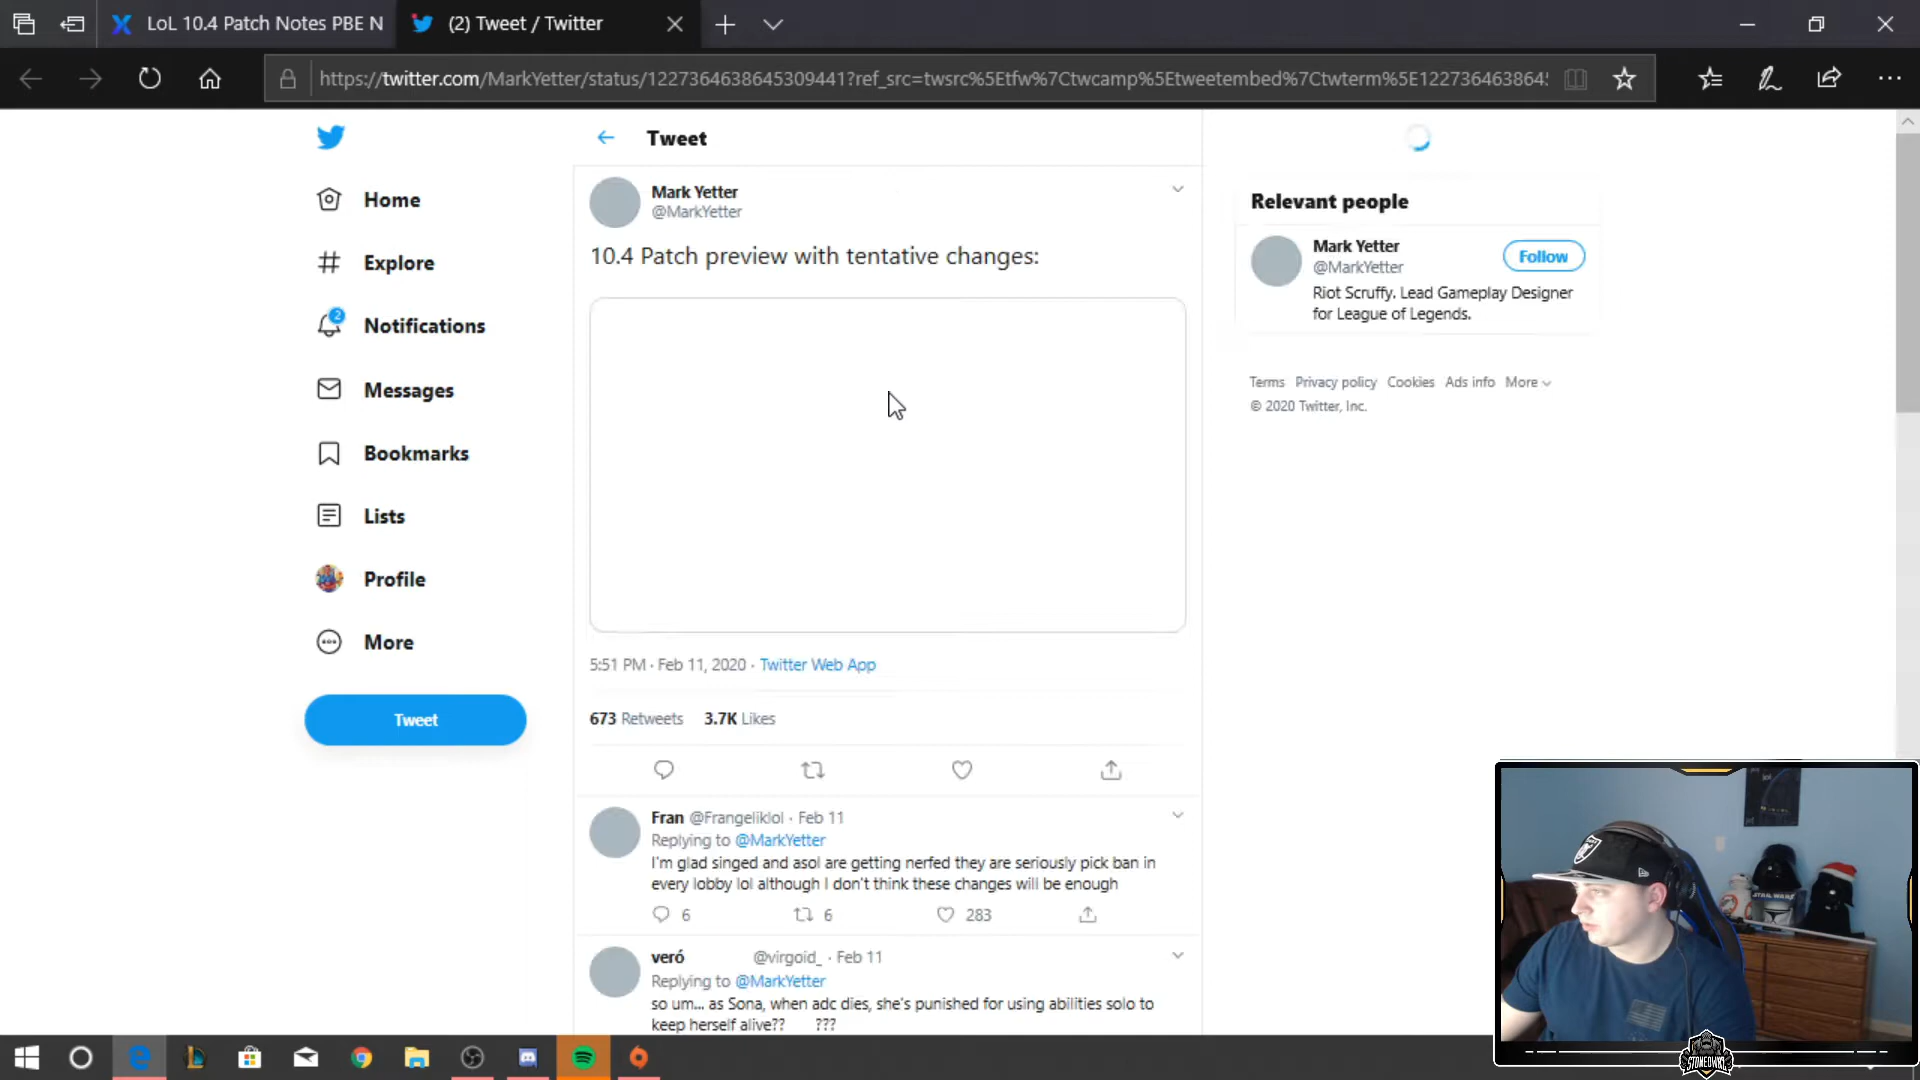 LoL 10.4 Patch Notes PBE N
(2) Tweet / Twitter
https://twitter.com/MarkYetter/status/1227364638645309441?ref_src=twsrc%5Etfw%7Ctwcamp%5Etweetembed%7Ctwterm%5E1227364638645
Tweet
Mark Yetter
@MarkYetter
10.4 Patch preview with tentative changes:
5:51 PM · Feb 11, 2020 · Twitter Web App
673 Retweets 3.7K Likes
Fran @Frangeliklol · Feb 11
Replying to @MarkYetter
I'm glad singed and asol are getting nerfed they are seriously pick ban in
every lobby lol although I don't think these changes will be enough
6 6 283
veró @virgoid_ · Feb 11
Replying to @MarkYetter
so um... as Sona, when adc dies, she's punished for using abilities solo to
keep herself alive?? ???
Home
Explore
2
Notifications
Messages
Bookmarks
Lists
Profile
More
Tweet
Relevant people
Mark Yetter
@MarkYetter
Follow
Riot Scruffy. Lead Gameplay Designer
for League of Legends.
Terms Privacy policy Cookies Ads info More
© 2020 Twitter, Inc.
STAR WARS
STONEDWXZ